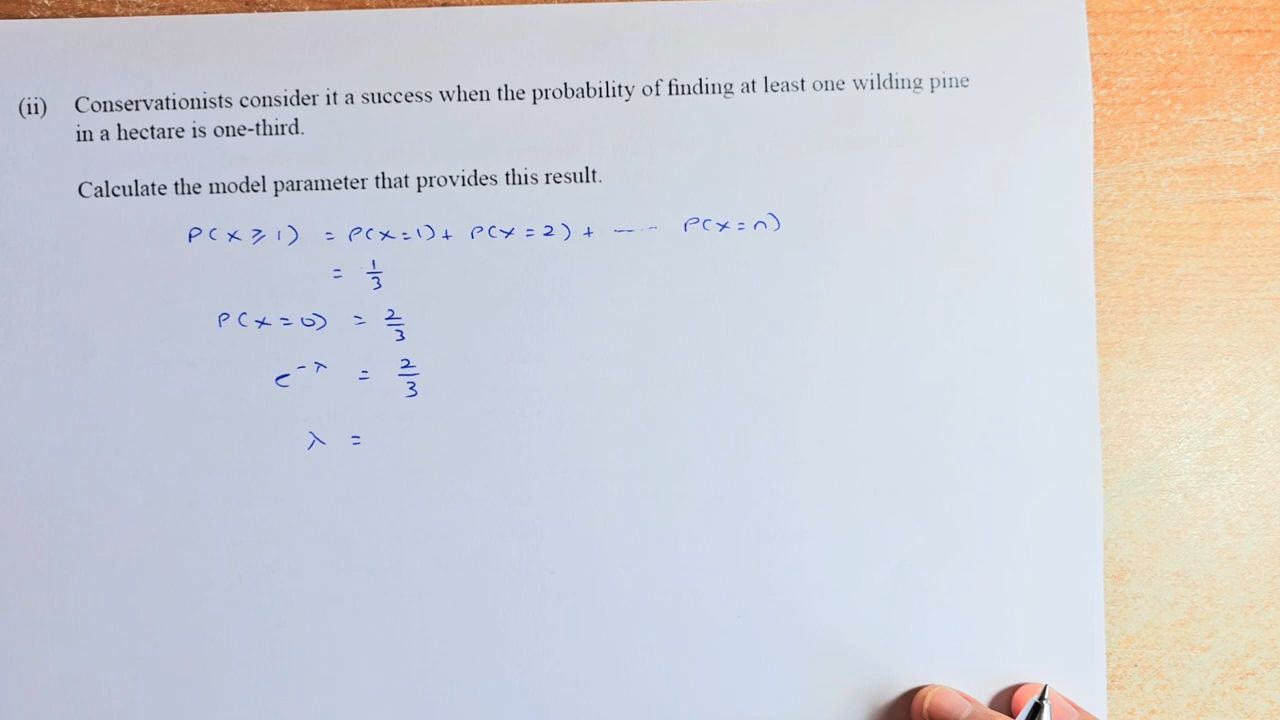 (ii) Conservationists consider it a success when the probability of finding at least one wilding pine
in a hectare is one-third.
Calculate the model parameter that provides this result.
P(X ≥ 1) = P(X=1) + P(X=2) + ...... P(X=n)
= 1/3
P(X=0) = 2/3
e^-λ = 2/3
λ =